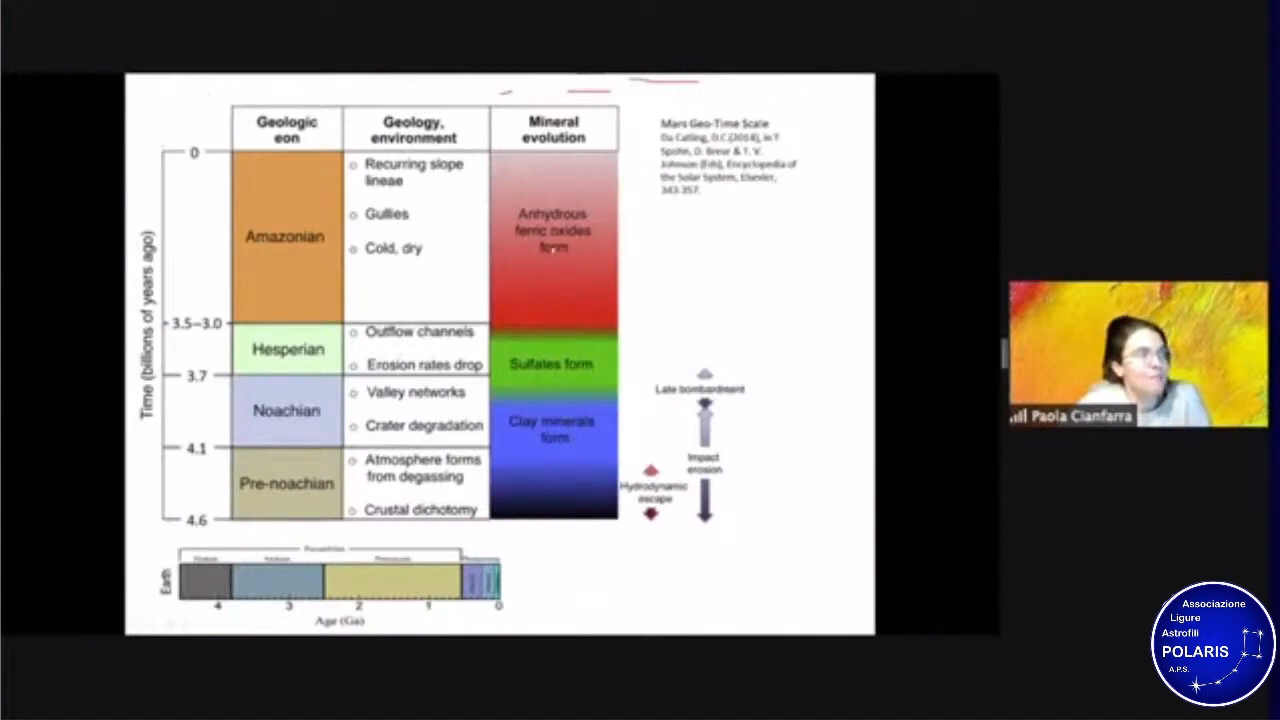 Geologic
eon
Geology,
environment
Mineral
evolution
Time (billions of years ago)
0
3.5–3.0
3.7
4.1
4.6
Amazonian
Hesperian
Noachian
Pre-noachian
Recurring slope
lineae
Gullies
Cold, dry
Outflow channels
Erosion rates drop
Valley networks
Crater degradation
Atmosphere forms
from degassing
Crustal dichotomy
Anhydrous
ferric oxides
form
Sulfates form
Clay minerals
form
Mars Geo-Time Scale
Da Catling, D.C.(2014), in T
Spohn, D. Breur & T. V.
Johnson (Eds), Encyclopedia of
the Solar System, Elsevier,
343-357.
Late bombardment
Impact
erosion
Hydrodynamic
escape
Earth
4 3 2 1 0
Age (Ga)
Paola Cianfarra
Associazione
Ligure
Astrofili
POLARIS
A.P.S.